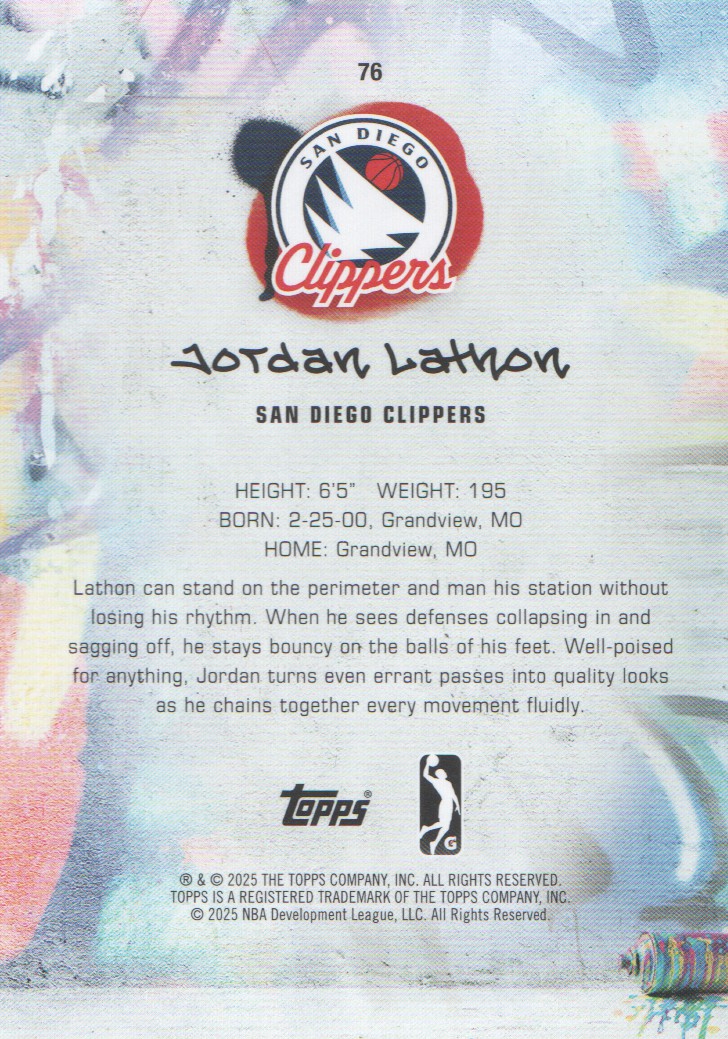 76
SAN DIEGO
Clippers
Jordan Lathon
SAN DIEGO CLIPPERS
HEIGHT: 6'5" WEIGHT: 195
BORN: 2-25-00, Grandview, MO
HOME: Grandview, MO
Lathon can stand on the perimeter and man his station without
losing his rhythm. When he sees defenses collapsing in and
sagging off, he stays bouncy on the balls of his feet. Well-poised
for anything, Jordan turns even errant passes into quality looks
as he chains together every movement fluidly.
Topps®
G
® & © 2025 THE TOPPS COMPANY, INC. ALL RIGHTS RESERVED.
TOPPS IS A REGISTERED TRADEMARK OF THE TOPPS COMPANY, INC.
© 2025 NBA Development League, LLC. All Rights Reserved.